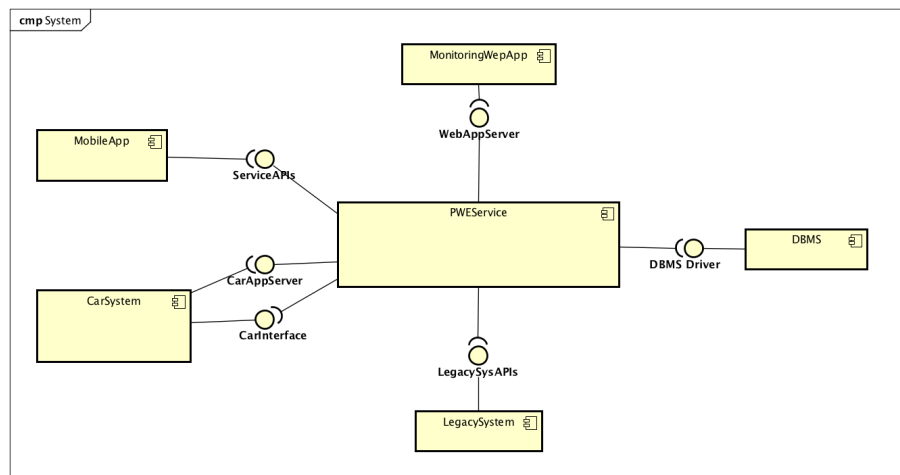 cmp System
MonitoringWepApp
WebAppServer
MobileApp
ServiceAPIs
PWEService
DBMS
DBMS Driver
CarAppServer
CarSystem
CarInterface
LegacySysAPIs
LegacySystem